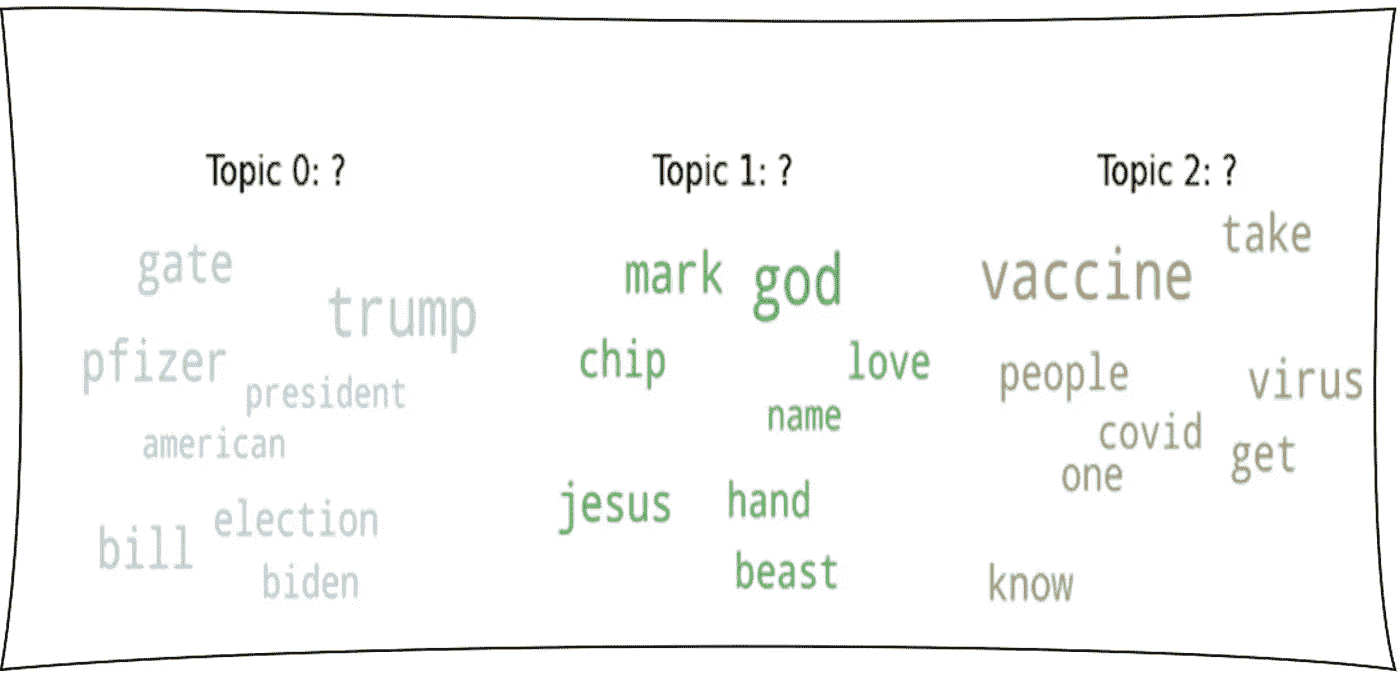 Topic 0: ?
gate
trump
pfizer
president
american
election
bill
biden
Topic 1: ?
mark god
chip
love
name
jesus
hand
beast
Topic 2: ?
take
vaccine
people
virus
covid
get
one
know